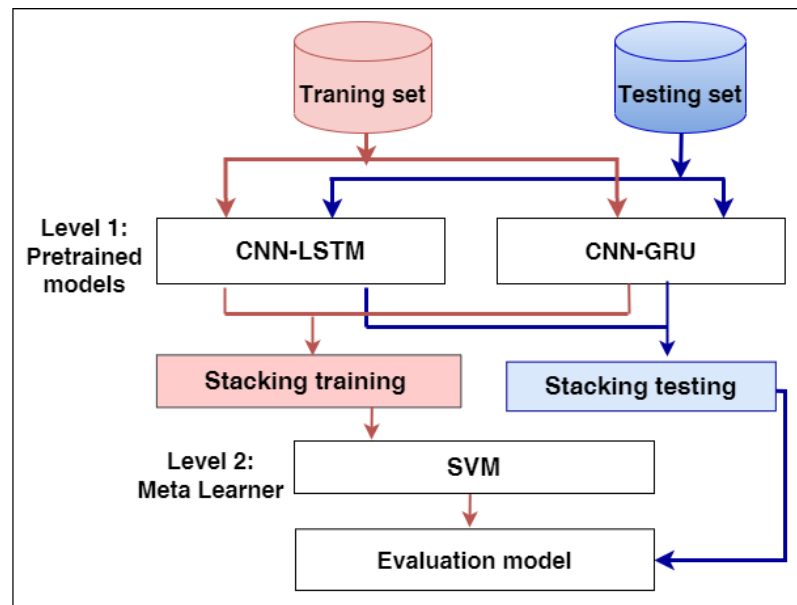 Traning set
Testing set
Level 1:
Pretrained
models
CNN-LSTM
CNN-GRU
Stacking training
Stacking testing
Level 2:
Meta Learner
SVM
Evaluation model